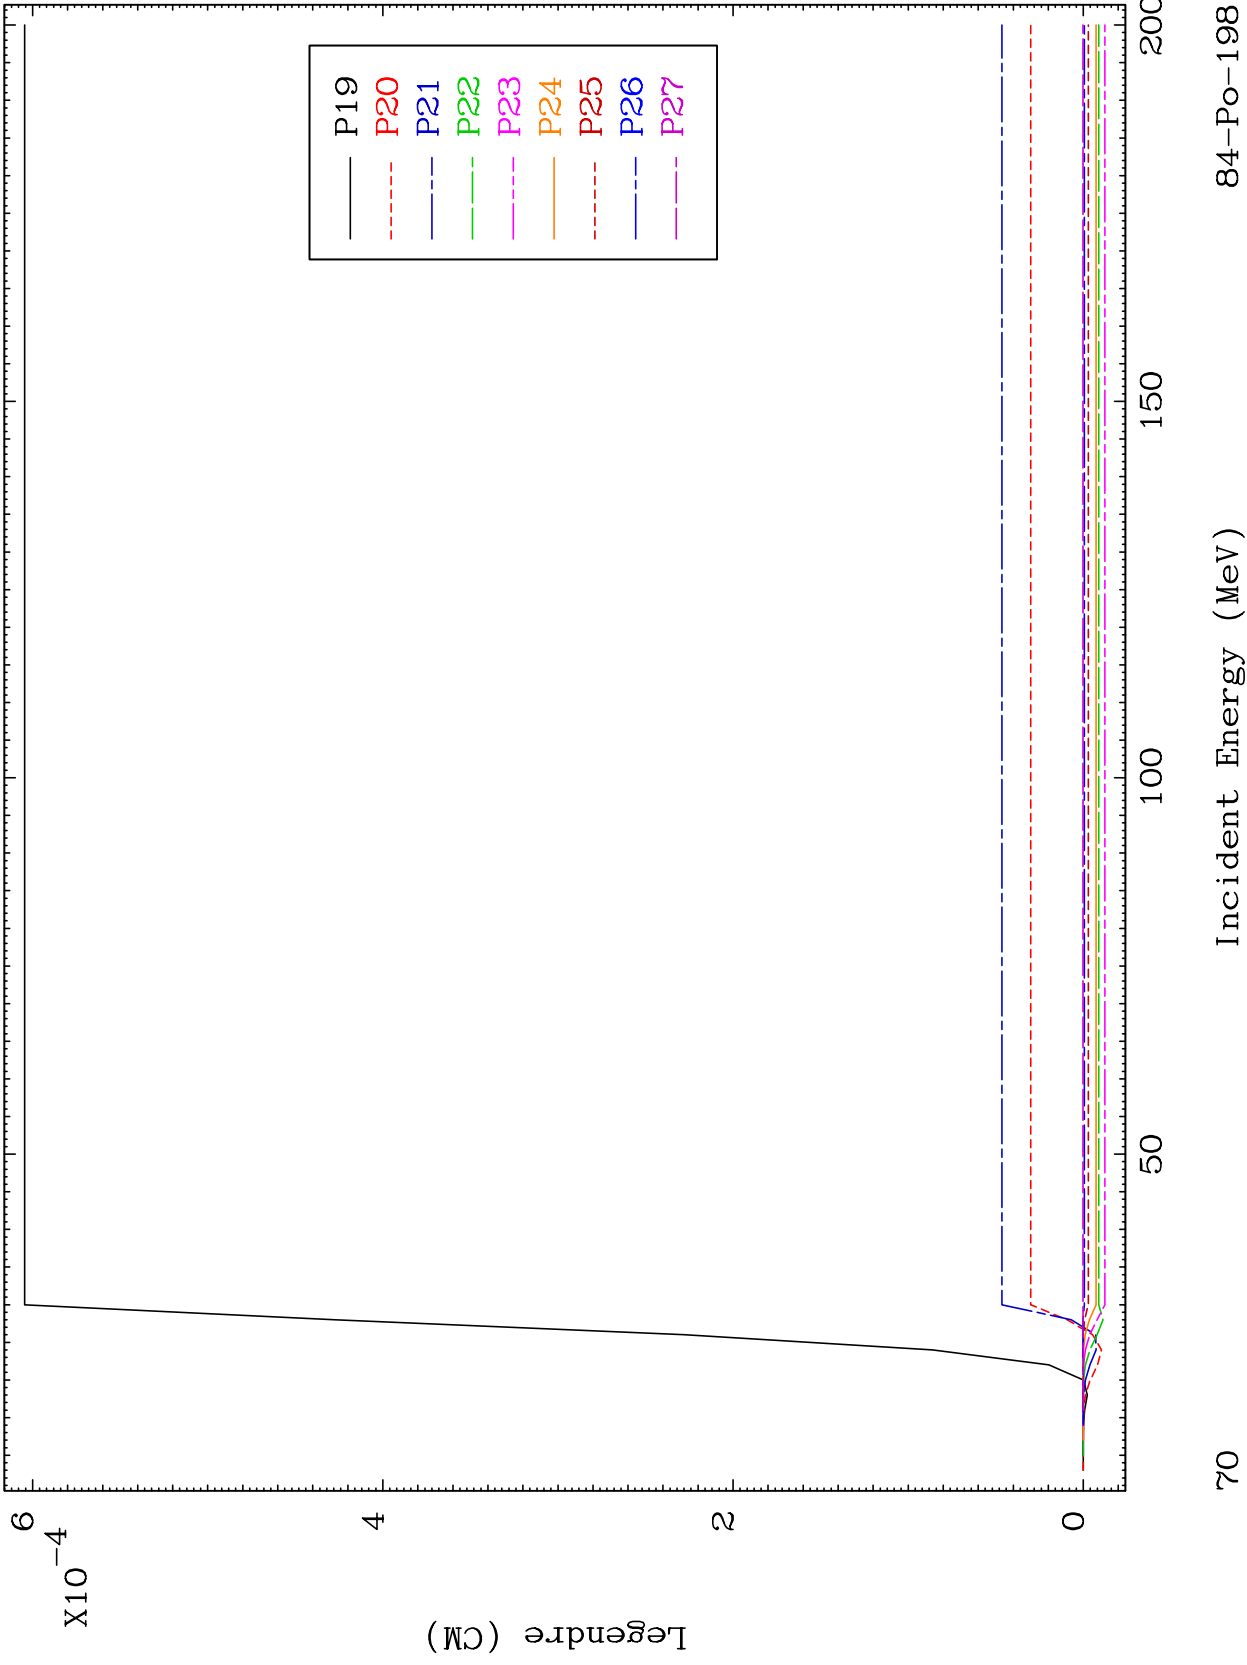 6
X10−4
4
2
0
Legendre (CM)
P19
P20
P21
P22
P23
P24
P25
P26
P27
50
100
150
200
Incident Energy (MeV)
70
84−Po−198